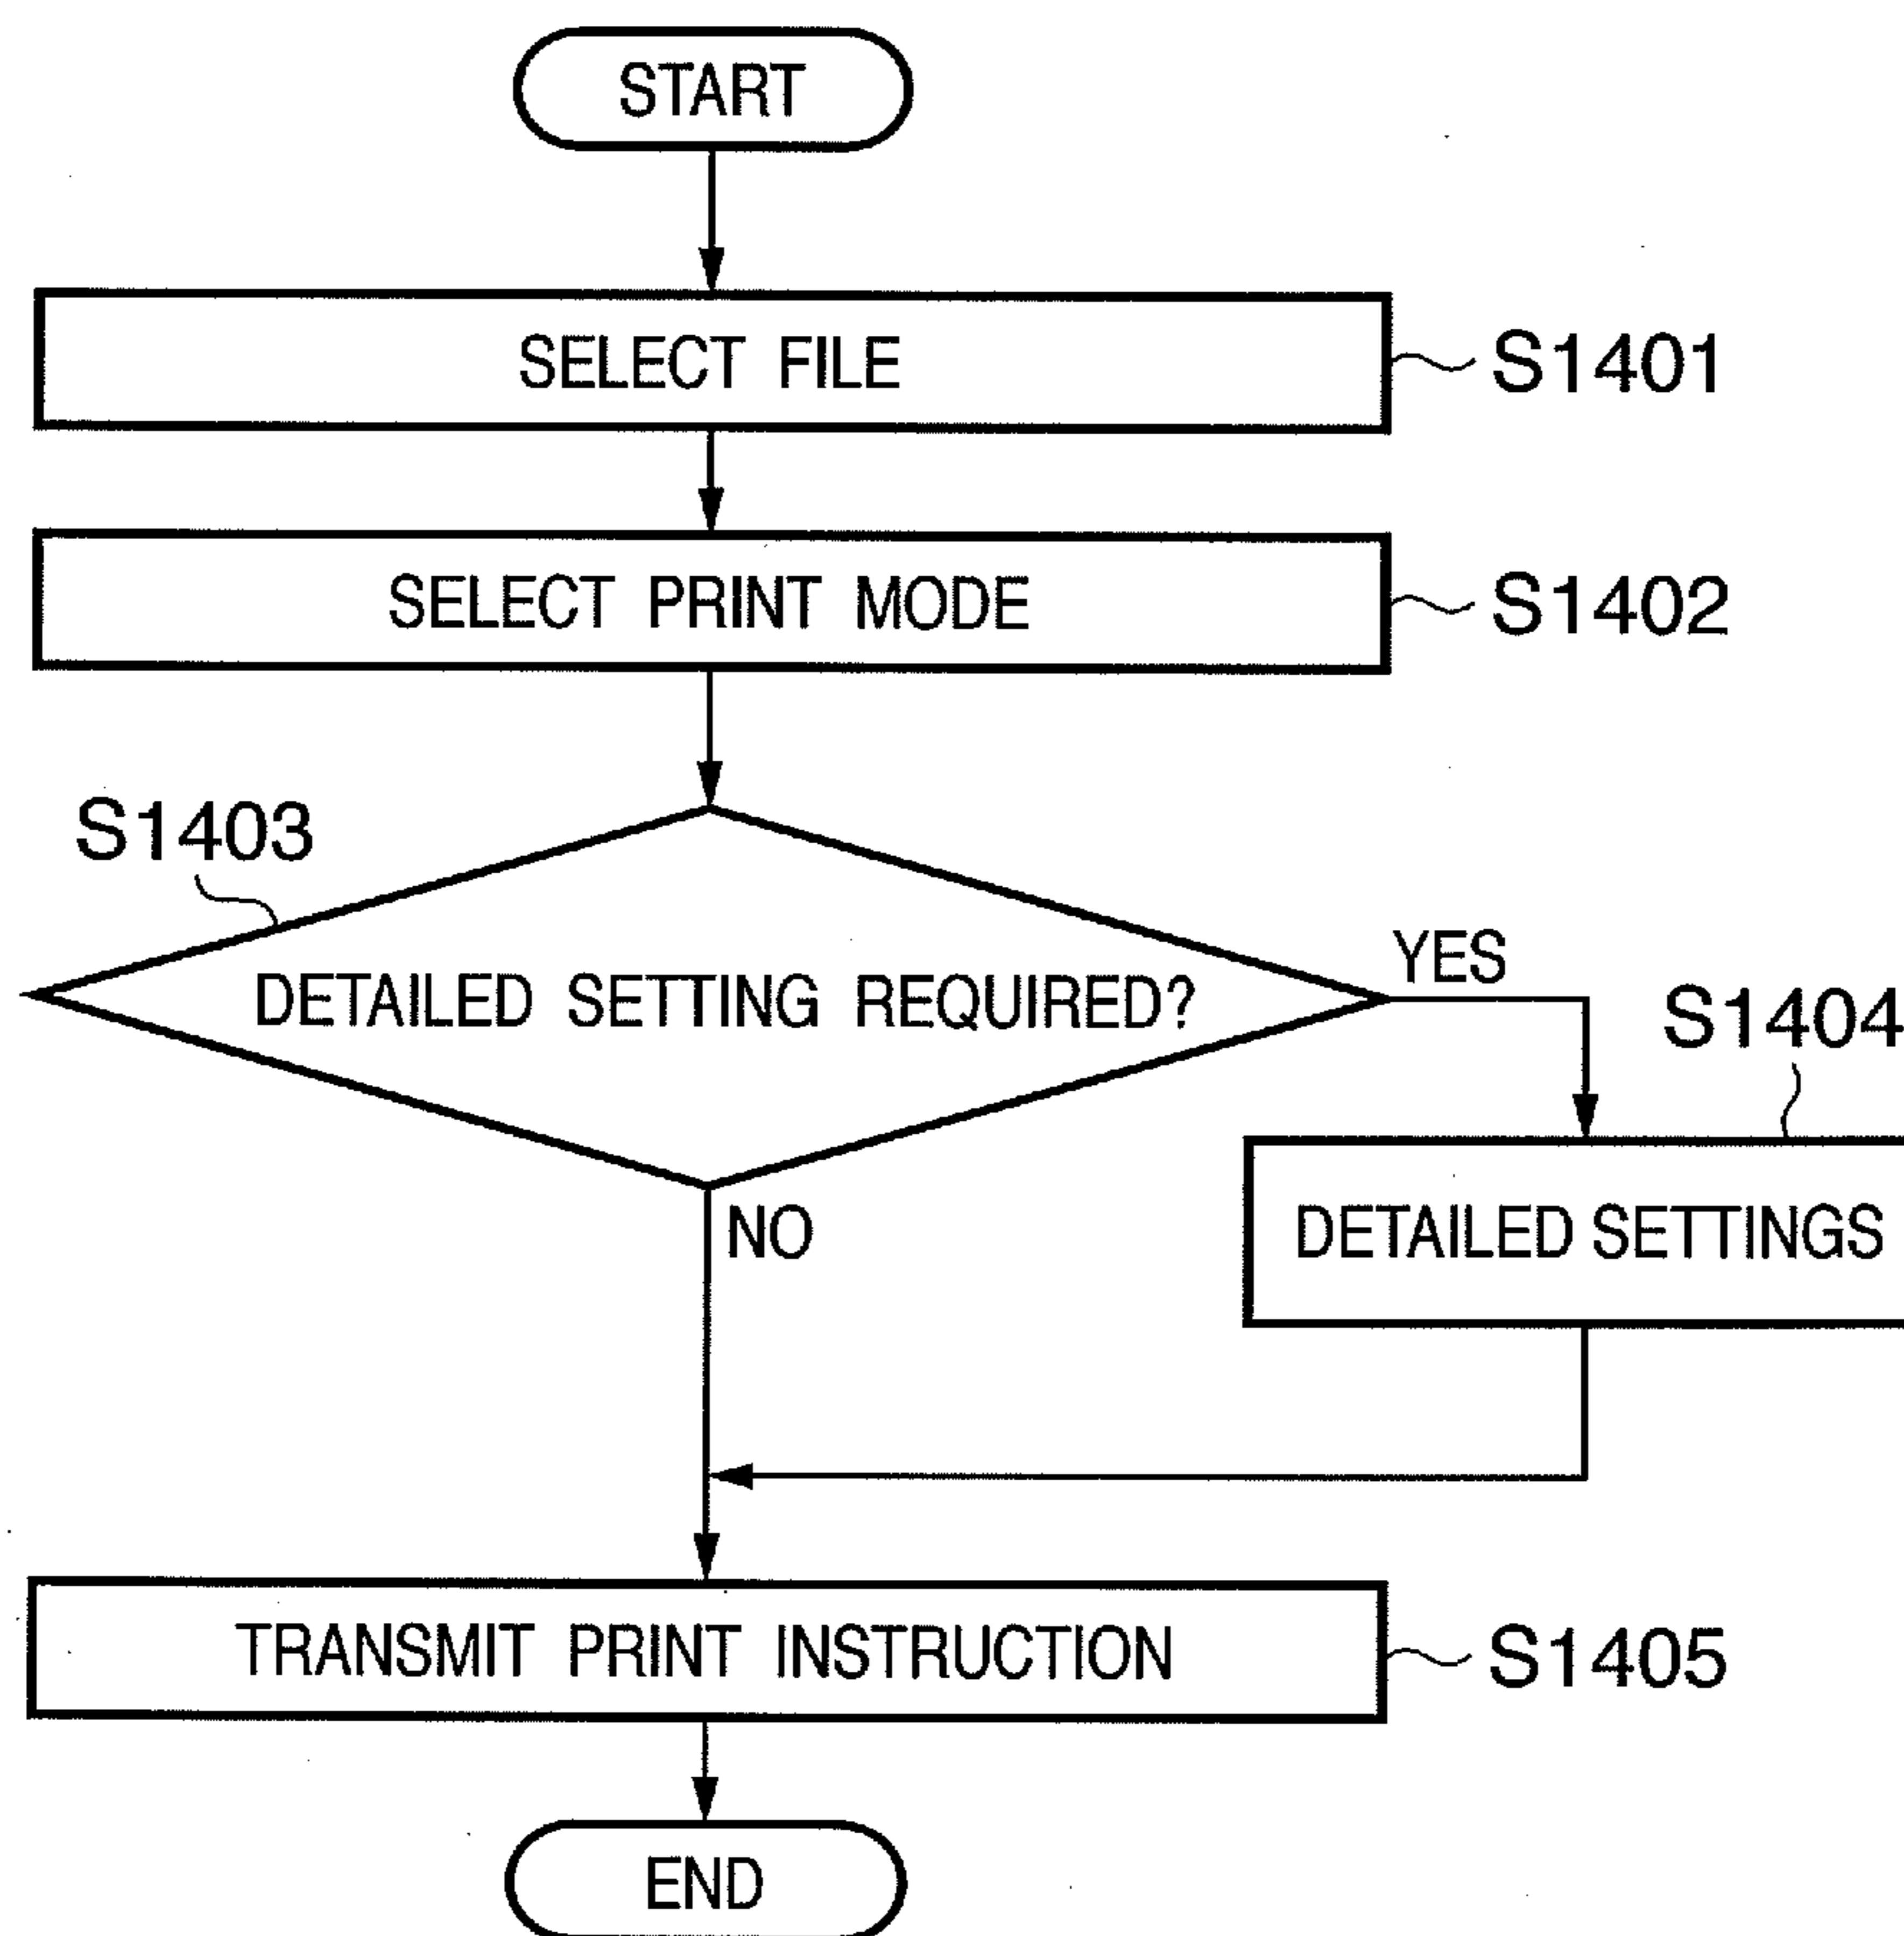 START
SELECT FILE
S1401
SELECT PRINT MODE
S1402
S1403
DETAILED SETTING REQUIRED?
YES
S1404
DETAILED SETTINGS
NO
TRANSMIT PRINT INSTRUCTION
S1405
END